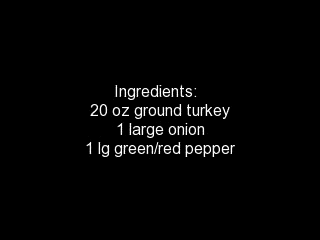 Ingredients:
20 oz ground turkey
1 large onion
1 lg green/red pepper